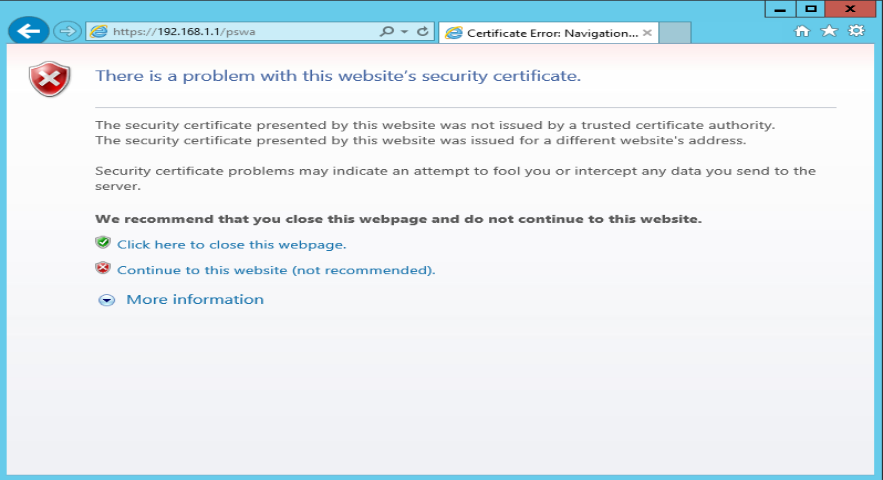 https://192.168.1.1/pswa
Certificate Error: Navigation...
There is a problem with this website's security certificate.
The security certificate presented by this website was not issued by a trusted certificate authority.
The security certificate presented by this website was issued for a different website's address.
Security certificate problems may indicate an attempt to fool you or intercept any data you send to the
server.
We recommend that you close this webpage and do not continue to this website.
Click here to close this webpage.
Continue to this website (not recommended).
More information